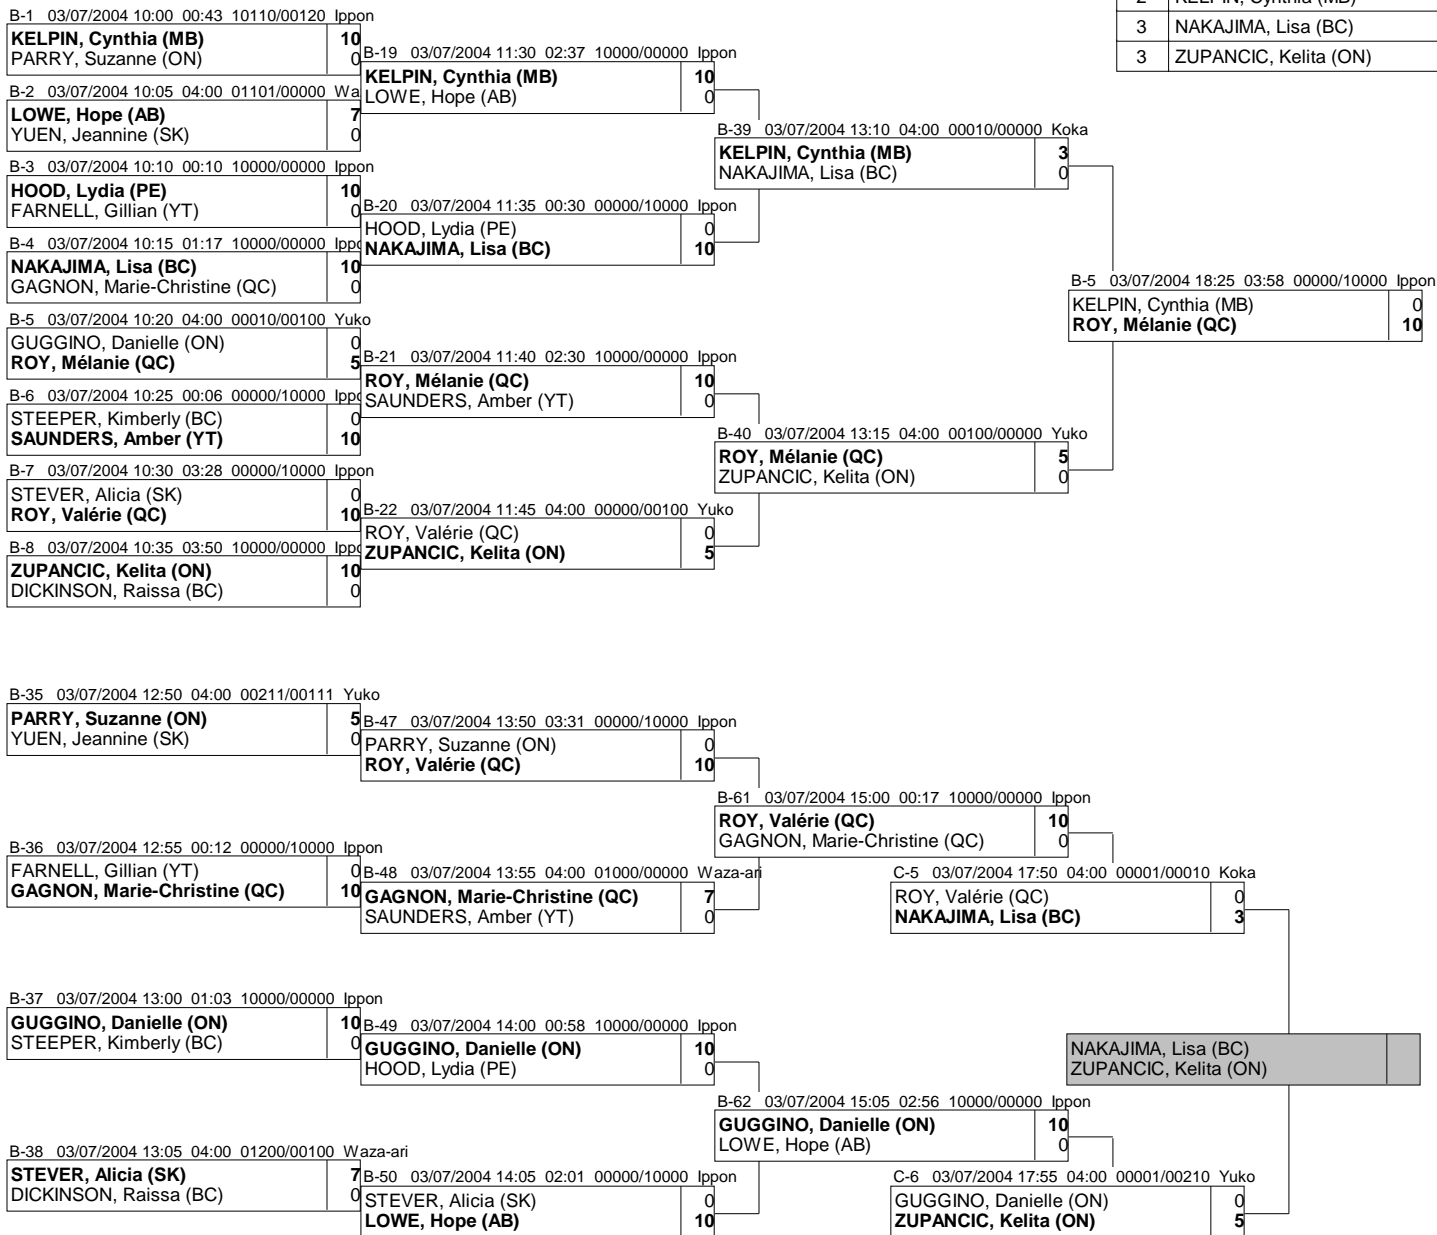 2 KELPIN, Cynthia (MB)
3 NAKAJIMA, Lisa (BC)
3 ZUPANCIC, Kelita (ON)
B-1 03/07/2004 10:00 00:43 10110/00120 Ippon
KELPIN, Cynthia (MB) 10
PARRY, Suzanne (ON) 0
B-2 03/07/2004 10:05 04:00 01101/00000 Wa
LOWE, Hope (AB) 7
YUEN, Jeannine (SK) 0
B-3 03/07/2004 10:10 00:10 10000/00000 Ippon
HOOD, Lydia (PE) 10
FARNELL, Gillian (YT) 0
B-4 03/07/2004 10:15 01:17 10000/00000 Ippo
NAKAJIMA, Lisa (BC) 10
GAGNON, Marie-Christine (QC) 0
B-5 03/07/2004 10:20 04:00 00010/00100 Yuko
GUGGINO, Danielle (ON) 0
ROY, Mélanie (QC) 5
B-6 03/07/2004 10:25 00:06 00000/10000 Ippo
STEEPER, Kimberly (BC) 0
SAUNDERS, Amber (YT) 10
B-7 03/07/2004 10:30 03:28 00000/10000 Ippon
STEVER, Alicia (SK) 0
ROY, Valérie (QC) 10
B-8 03/07/2004 10:35 03:50 10000/00000 Ippo
ZUPANCIC, Kelita (ON) 10
DICKINSON, Raissa (BC) 0
B-19 03/07/2004 11:30 02:37 10000/00000 Ippon
KELPIN, Cynthia (MB) 10
LOWE, Hope (AB) 0
B-20 03/07/2004 11:35 00:30 00000/10000 Ippon
HOOD, Lydia (PE) 0
NAKAJIMA, Lisa (BC) 10
B-21 03/07/2004 11:40 02:30 10000/00000 Ippon
ROY, Mélanie (QC) 10
SAUNDERS, Amber (YT) 0
B-22 03/07/2004 11:45 04:00 00000/00100 Yuko
ROY, Valérie (QC) 0
ZUPANCIC, Kelita (ON) 5
B-39 03/07/2004 13:10 04:00 00010/00000 Koka
KELPIN, Cynthia (MB) 3
NAKAJIMA, Lisa (BC) 0
B-40 03/07/2004 13:15 04:00 00100/00000 Yuko
ROY, Mélanie (QC) 5
ZUPANCIC, Kelita (ON) 0
B-5 03/07/2004 18:25 03:58 00000/10000 Ippon
KELPIN, Cynthia (MB) 0
ROY, Mélanie (QC) 10
B-35 03/07/2004 12:50 04:00 00211/00111 Yuko
PARRY, Suzanne (ON) 5
YUEN, Jeannine (SK) 0
B-36 03/07/2004 12:55 00:12 00000/10000 Ippon
FARNELL, Gillian (YT) 0
GAGNON, Marie-Christine (QC) 10
B-37 03/07/2004 13:00 01:03 10000/00000 Ippon
GUGGINO, Danielle (ON) 10
STEEPER, Kimberly (BC) 0
B-38 03/07/2004 13:05 04:00 01200/00100 Waza-ari
STEVER, Alicia (SK) 7
DICKINSON, Raissa (BC) 0
B-47 03/07/2004 13:50 03:31 00000/10000 Ippon
PARRY, Suzanne (ON) 0
ROY, Valérie (QC) 10
B-48 03/07/2004 13:55 04:00 01000/00000 Waza-ari
GAGNON, Marie-Christine (QC) 7
SAUNDERS, Amber (YT) 0
B-49 03/07/2004 14:00 00:58 10000/00000 Ippon
GUGGINO, Danielle (ON) 10
HOOD, Lydia (PE) 0
B-50 03/07/2004 14:05 02:01 00000/10000 Ippon
STEVER, Alicia (SK) 0
LOWE, Hope (AB) 10
B-61 03/07/2004 15:00 00:17 10000/00000 Ippon
ROY, Valérie (QC) 10
GAGNON, Marie-Christine (QC) 0
B-62 03/07/2004 15:05 02:56 10000/00000 Ippon
GUGGINO, Danielle (ON) 10
LOWE, Hope (AB) 0
C-5 03/07/2004 17:50 04:00 00001/00010 Koka
ROY, Valérie (QC) 0
NAKAJIMA, Lisa (BC) 3
C-6 03/07/2004 17:55 04:00 00001/00210 Yuko
GUGGINO, Danielle (ON) 0
ZUPANCIC, Kelita (ON) 5
NAKAJIMA, Lisa (BC)
ZUPANCIC, Kelita (ON)